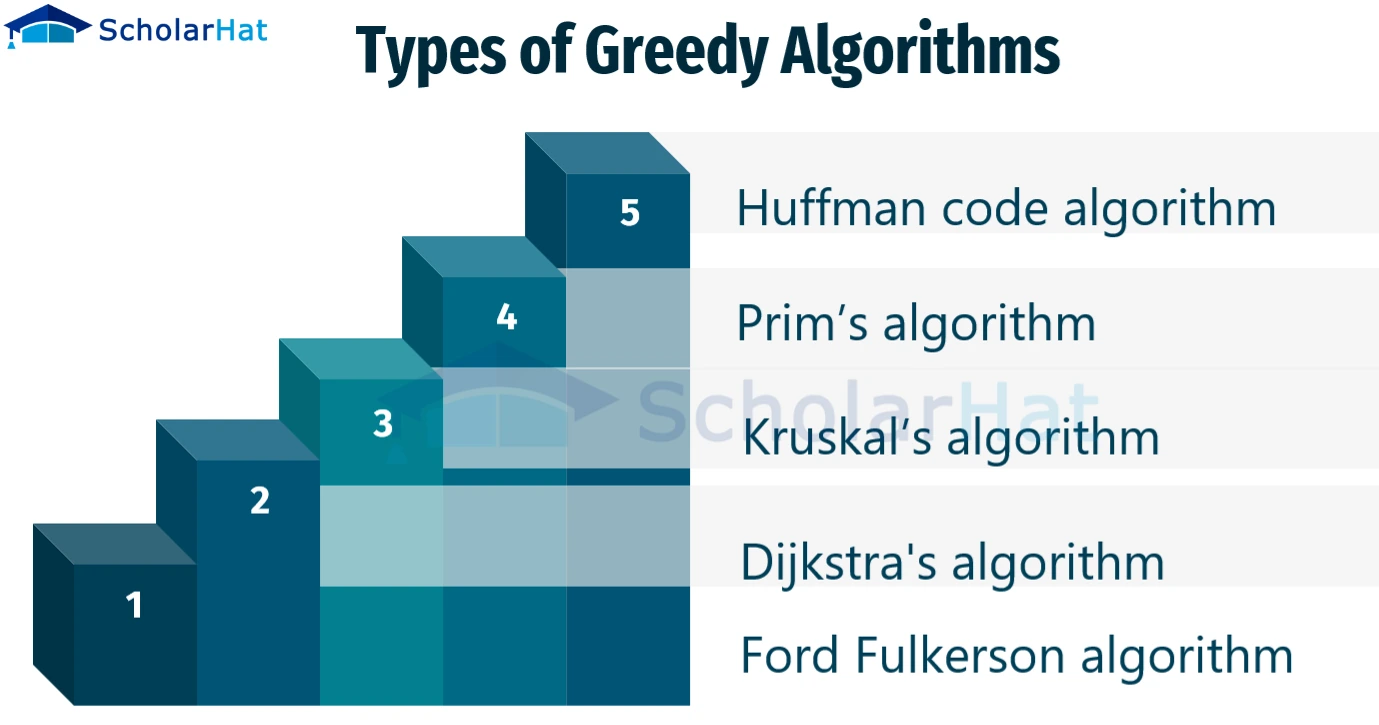 ScholarHat
Types of Greedy Algorithms
5
Huffman code algorithm
4
Prim’s algorithm
ScholarHat
3
Kruskal’s algorithm
2
Dijkstra's algorithm
1
Ford Fulkerson algorithm